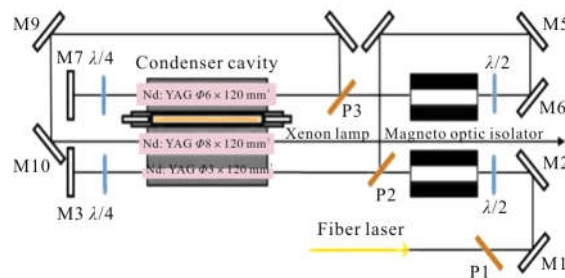 M9
M5
M7 λ/4
Condenser cavity
λ/2
Nd: YAG Φ6×120 mm
P3
M6
Xenon lamp
Magneto optic isolator
Nd: YAG Φ8×120 mm
M10
M2
Nd: YAG Φ3×120 mm
P2
M3 λ/4
λ/2
Fiber laser
P1
M1